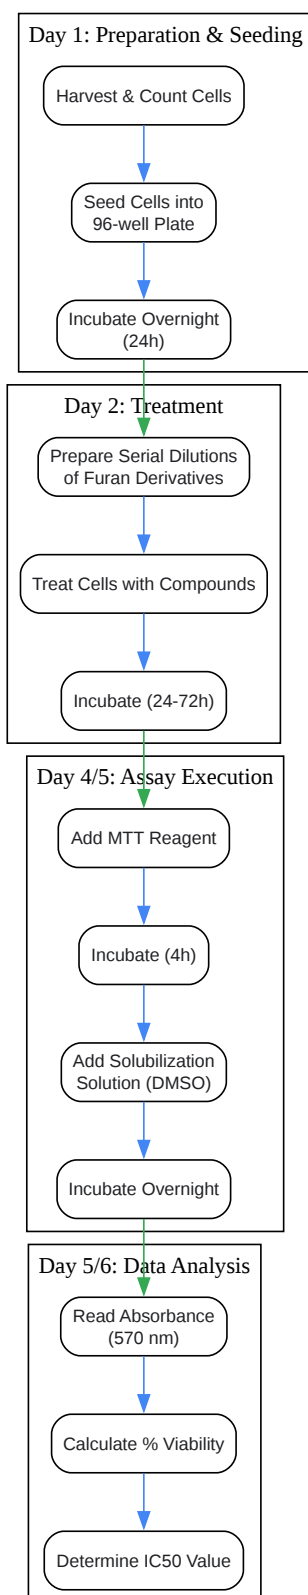 Day 1: Preparation & Seeding
Harvest & Count Cells
Seed Cells into
96-well Plate
Incubate Overnight
(24h)
Day 2: Treatment
Prepare Serial Dilutions
of Furan Derivatives
Treat Cells with Compounds
Incubate (24-72h)
Day 4/5: Assay Execution
Add MTT Reagent
Incubate (4h)
Add Solubilization
Solution (DMSO)
Incubate Overnight
Day 5/6: Data Analysis
Read Absorbance
(570 nm)
Calculate % Viability
Determine IC50 Value